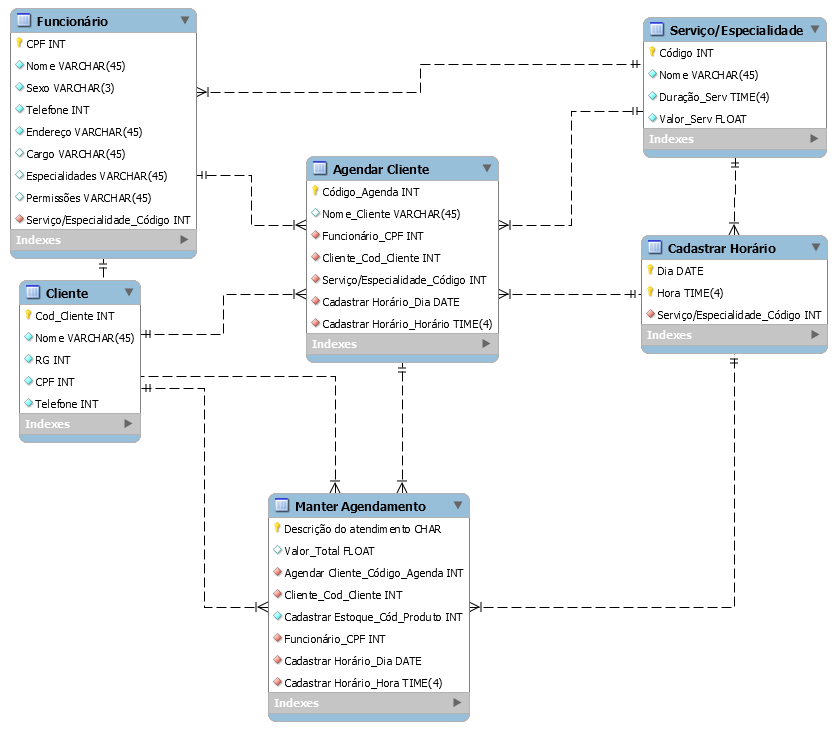 Funcionário
CPF INT
Nome VARCHAR(45)
Sexo VARCHAR(3)
Telefone INT
Endereço VARCHAR(45)
Cargo VARCHAR(45)
Especialidades VARCHAR(45)
Permissões VARCHAR(45)
Serviço/Especialidade_Código INT
Indexes
Serviço/Especialidade
Código INT
Nome VARCHAR(45)
Duração_Serv TIME(4)
Valor_Serv FLOAT
Indexes
Agendar Cliente
Código_Agenda INT
Nome_Cliente VARCHAR(45)
Funcionário_CPF INT
Cliente_Cod_Cliente INT
Serviço/Especialidade_Código INT
Cadastrar Horário_Dia DATE
Cadastrar Horário_Horário TIME(4)
Indexes
Cadastrar Horário
Dia DATE
Hora TIME(4)
Serviço/Especialidade_Código INT
Indexes
Cliente
Cod_Cliente INT
Nome VARCHAR(45)
RG INT
CPF INT
Telefone INT
Indexes
Manter Agendamento
Descrição do atendimento CHAR
Valor_Total FLOAT
Agendar Cliente_Código_Agenda INT
Cliente_Cod_Cliente INT
Cadastrar Estoque_Cód_Produto INT
Funcionário_CPF INT
Cadastrar Horário_Dia DATE
Cadastrar Horário_Hora TIME(4)
Indexes